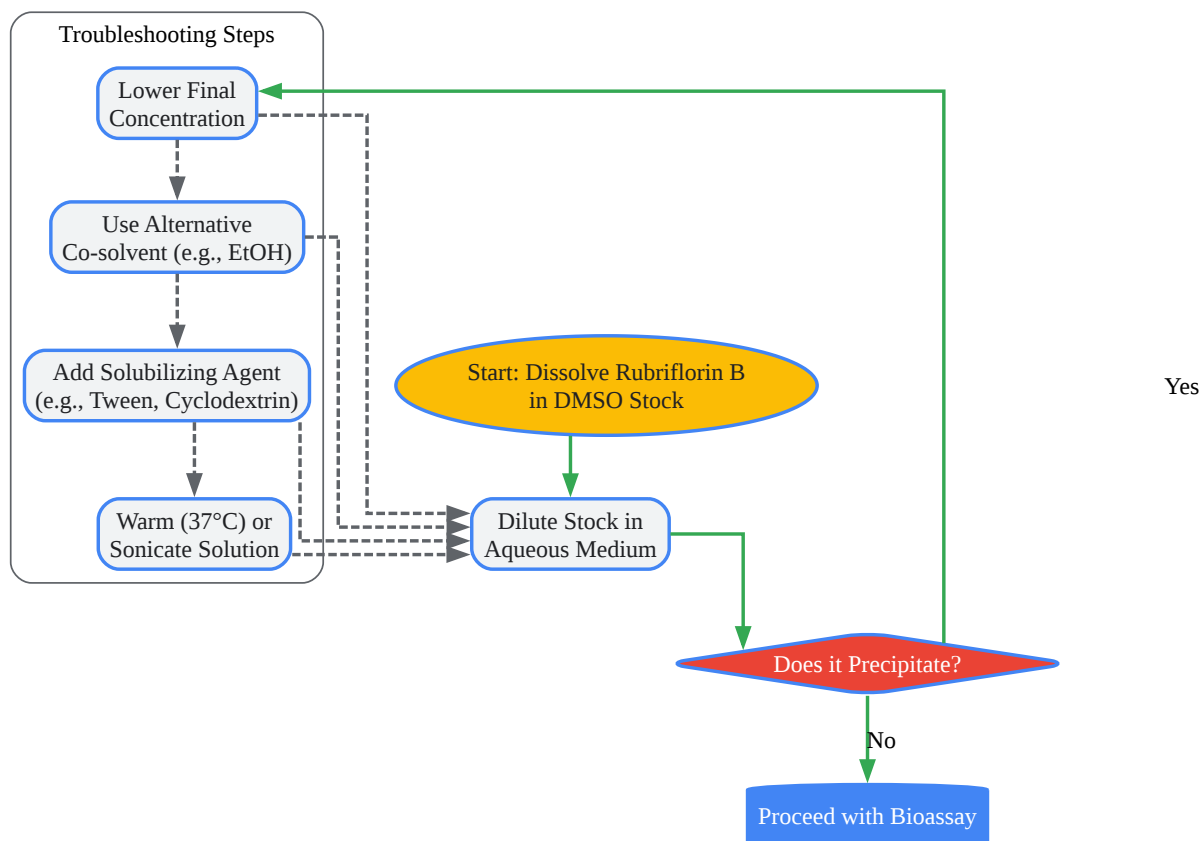 Troubleshooting Steps
Lower Final
Concentration
Use Alternative
Co-solvent (e.g., EtOH)
Add Solubilizing Agent
(e.g., Tween, Cyclodextrin)
Warm (37°C) or
Sonicate Solution
Start: Dissolve Rubriflorin B
in DMSO Stock
Dilute Stock in
Aqueous Medium
Does it Precipitate?
Yes
No
Proceed with Bioassay